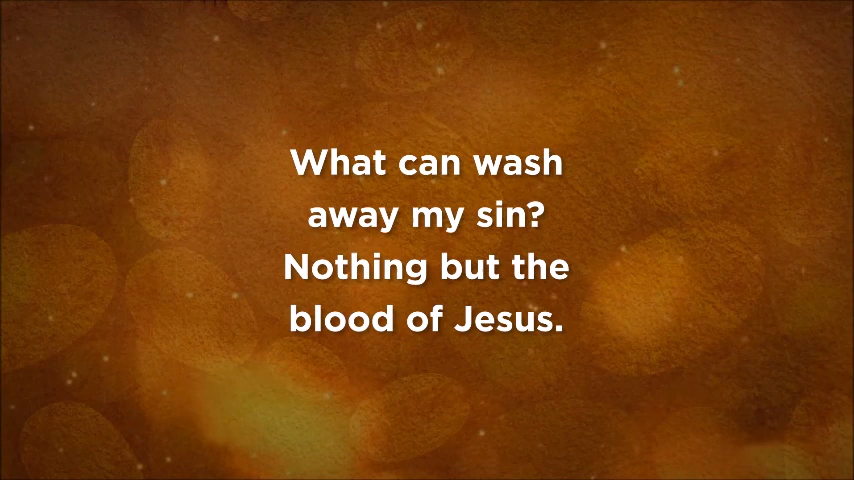 What can wash
away my sin?
Nothing but the
blood of Jesus.